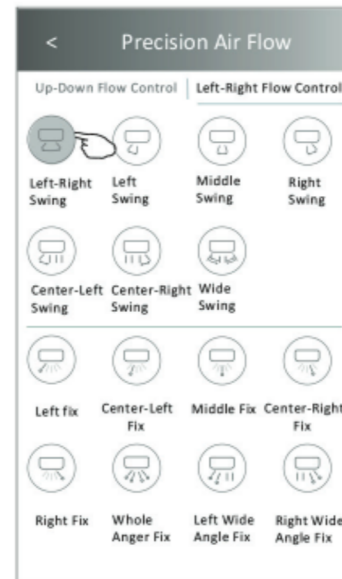 < Precision Air Flow
Up-Down Flow Control | Left-Right Flow Control
Left-Right Left Middle Right
Swing Swing Swing Swing
Center-Left Center-Right Wide
Swing Swing Swing
Left fix Center-Left Middle Fix Center-Right
Fix Fix
Right Fix Whole Left Wide Right Wide
Anger Fix Angle Fix Angle Fix